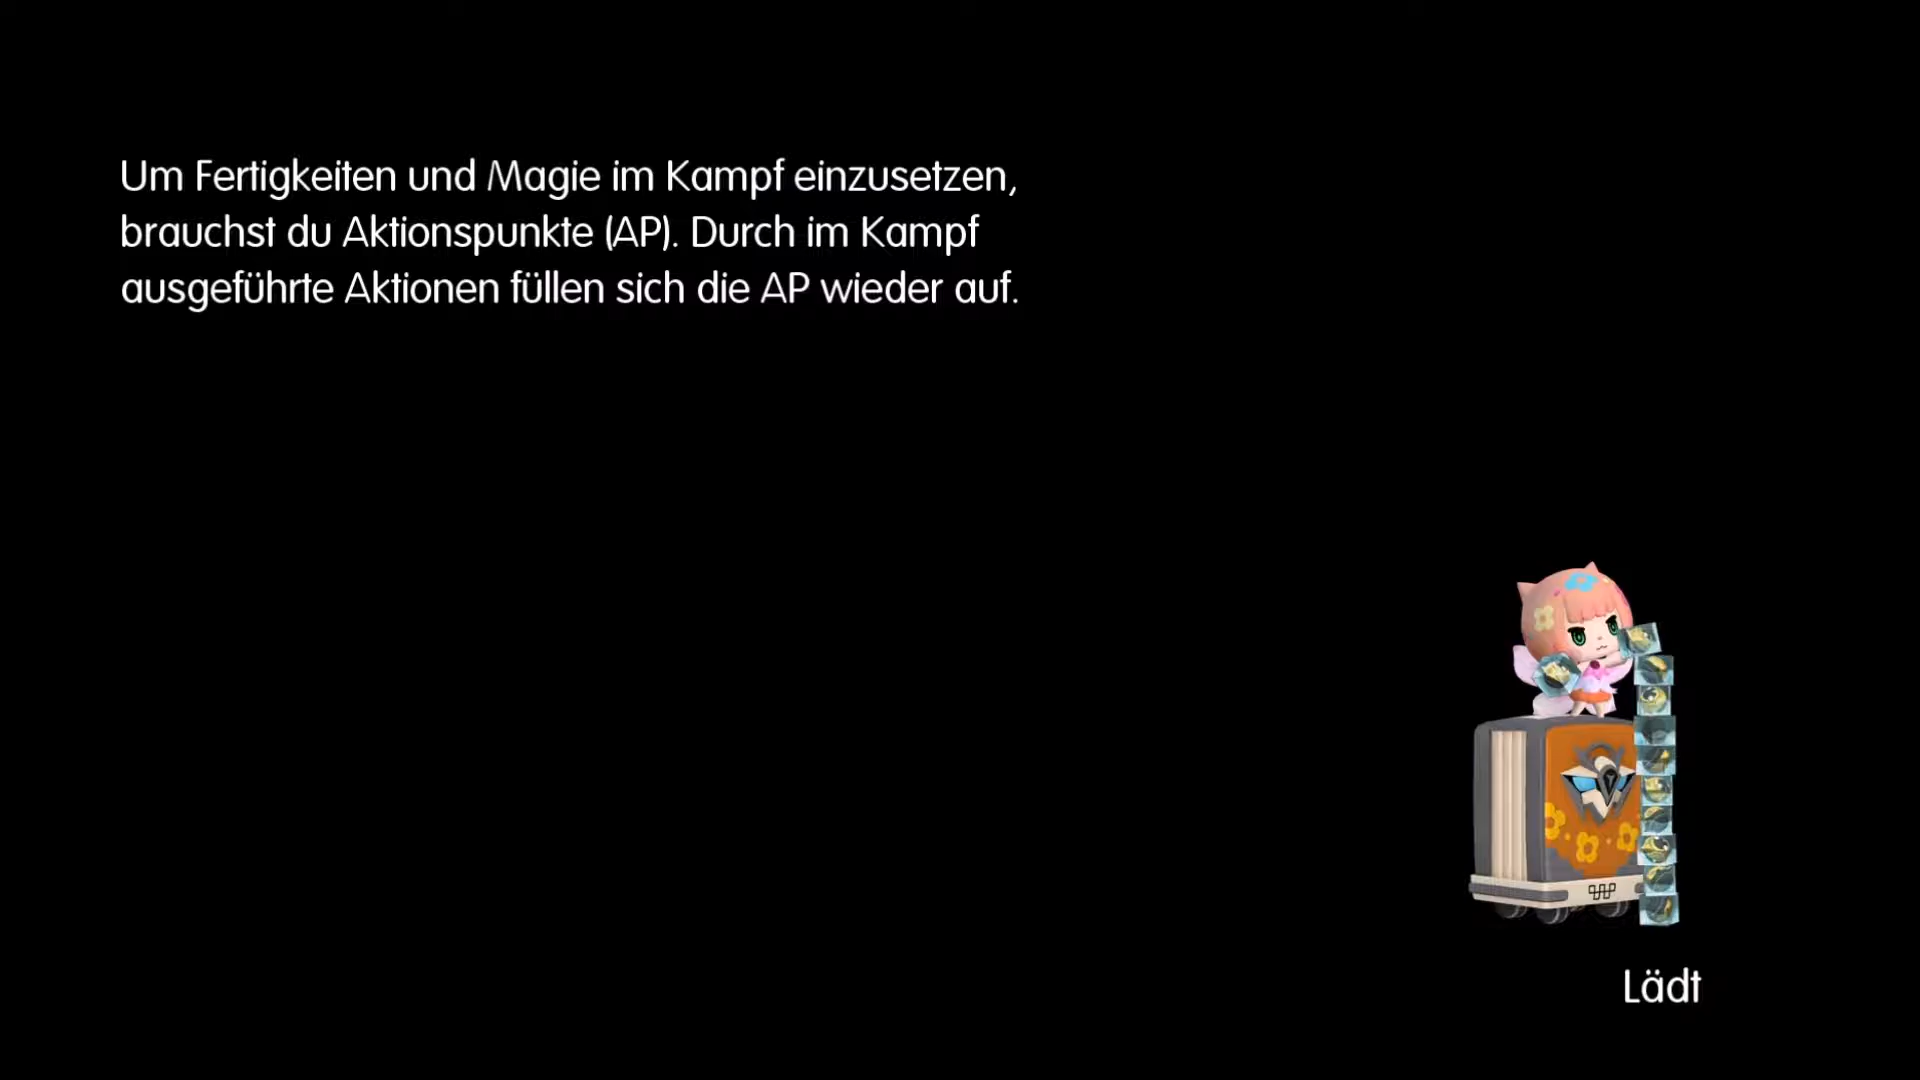 Um Fertigkeiten und Magie im Kampf einzusetzen,
brauchst du Aktionspunkte (AP). Durch im Kampf
ausgeführte Aktionen füllen sich die AP wieder auf.
Lädt